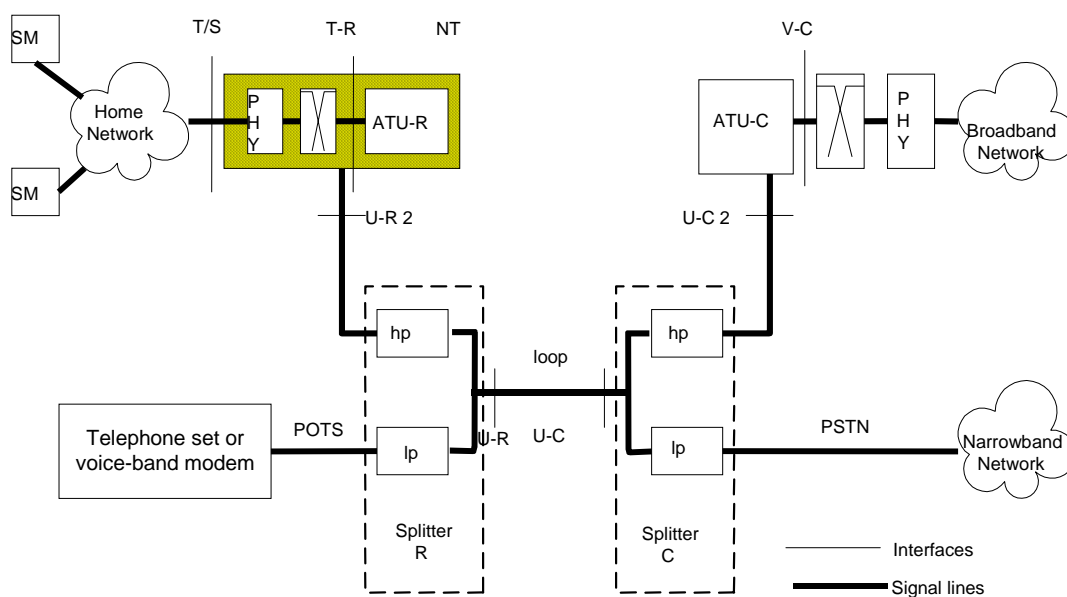 T/S
T-R
NT
V-C
SM
Home
Network
P
H
Y
ATU-R
ATU-C
P
H
Y
Broadband
Network
SM
U-R 2
U-C 2
hp
hp
loop
Telephone set or
voice-band modem
POTS
lp
U-R
U-C
lp
PSTN
Narrowband
Network
Splitter
R
Splitter
C
Interfaces
Signal lines